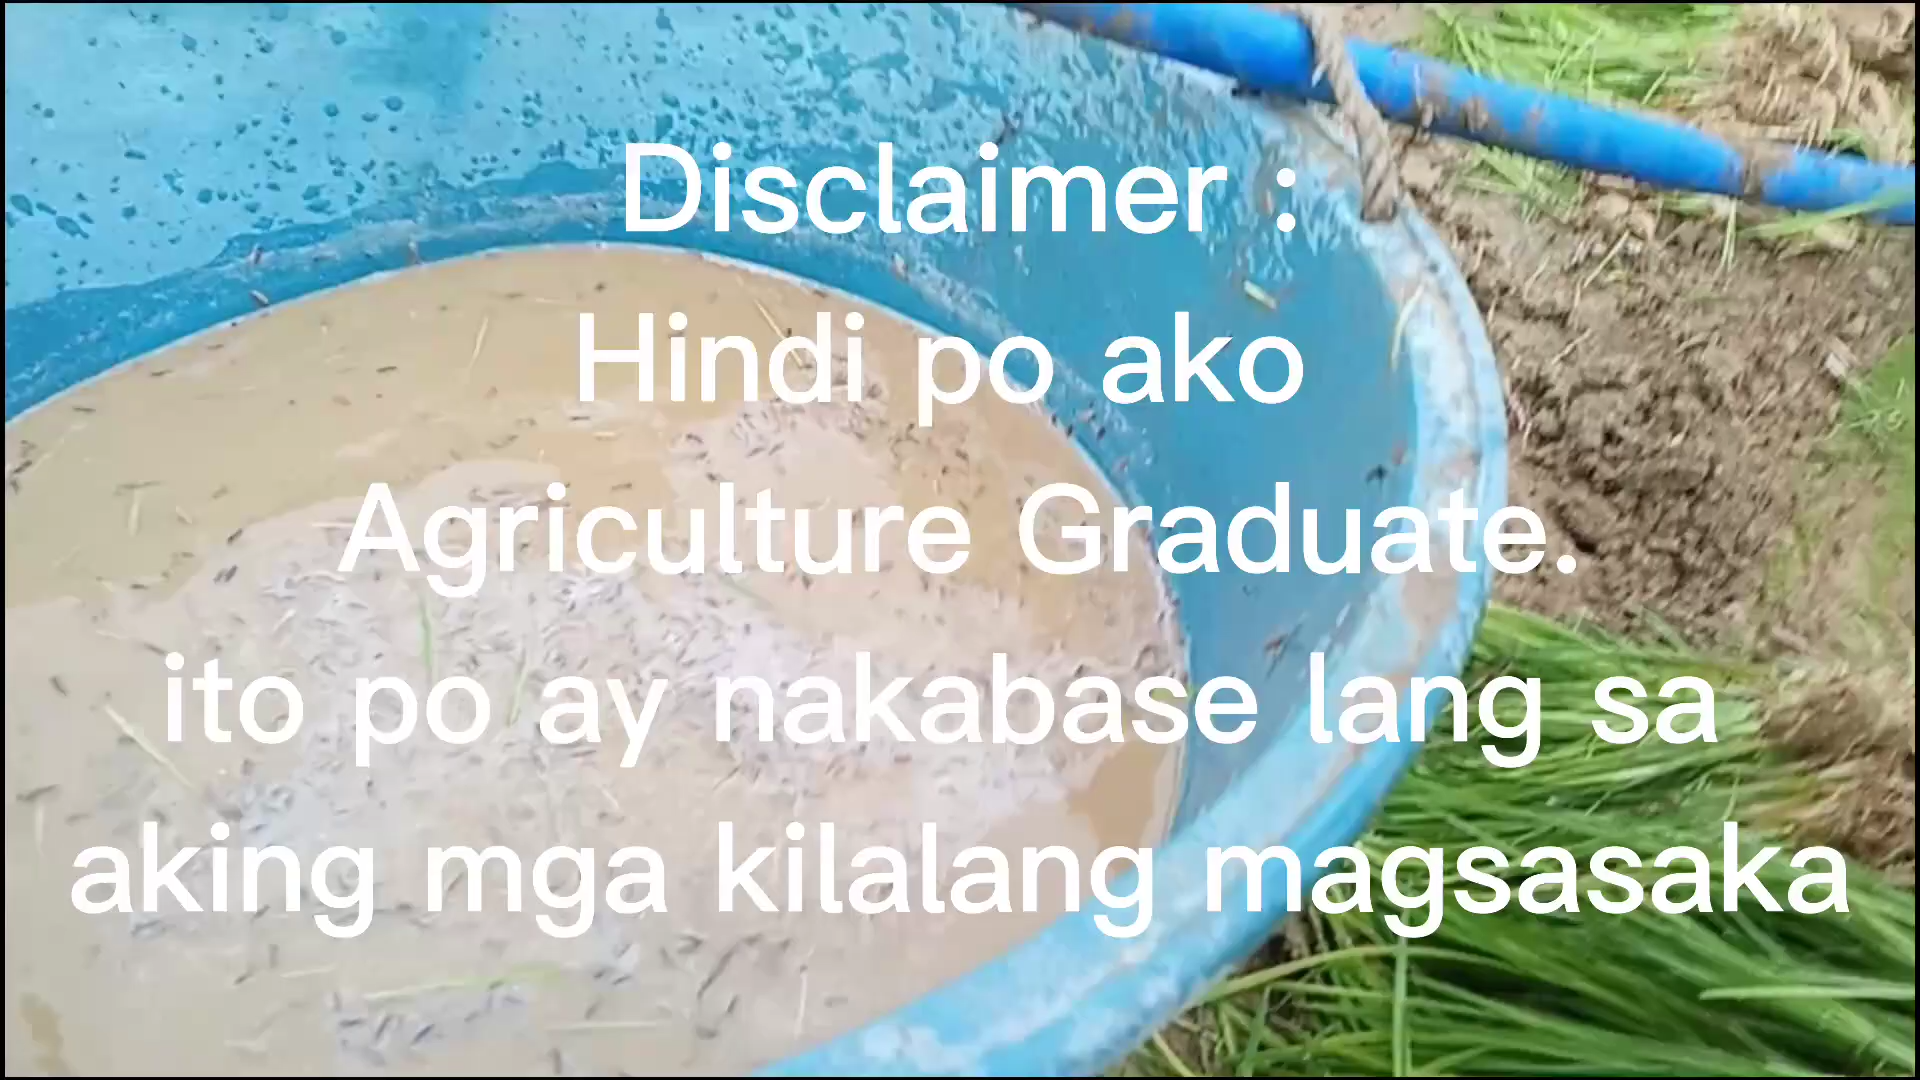 Disclaimer :
Hindi po ako
Agriculture Graduate.
ito po ay nakabase lang sa
aking mga kilalang magsasaka